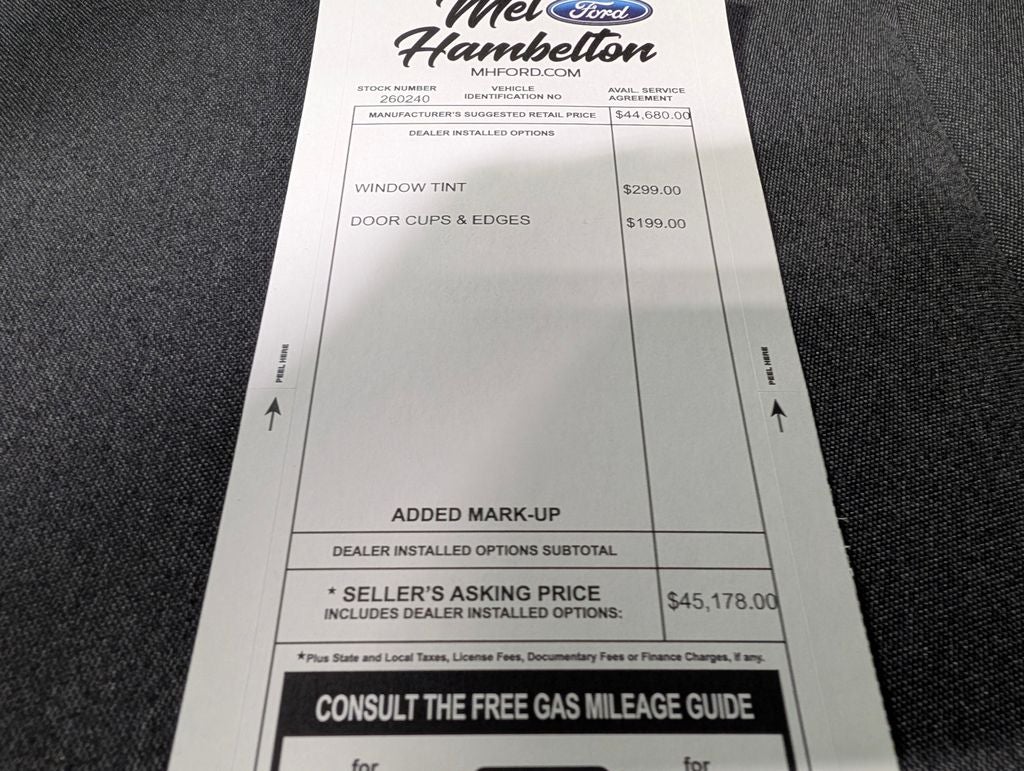 Mel Ford
Hambelton
MHFORD.COM
STOCK NUMBER VEHICLE AVAIL. SERVICE
260240 IDENTIFICATION NO AGREEMENT
MANUFACTURER'S SUGGESTED RETAIL PRICE $44,680.00
DEALER INSTALLED OPTIONS
WINDOW TINT $299.00
DOOR CUPS & EDGES $199.00
PEEL HERE PEEL HERE
ADDED MARK-UP
DEALER INSTALLED OPTIONS SUBTOTAL
* SELLER'S ASKING PRICE $45,178.00
INCLUDES DEALER INSTALLED OPTIONS:
*Plus State and Local Taxes, License Fees, Documentary Fees or Finance Charges, if any.
CONSULT THE FREE GAS MILEAGE GUIDE
for for